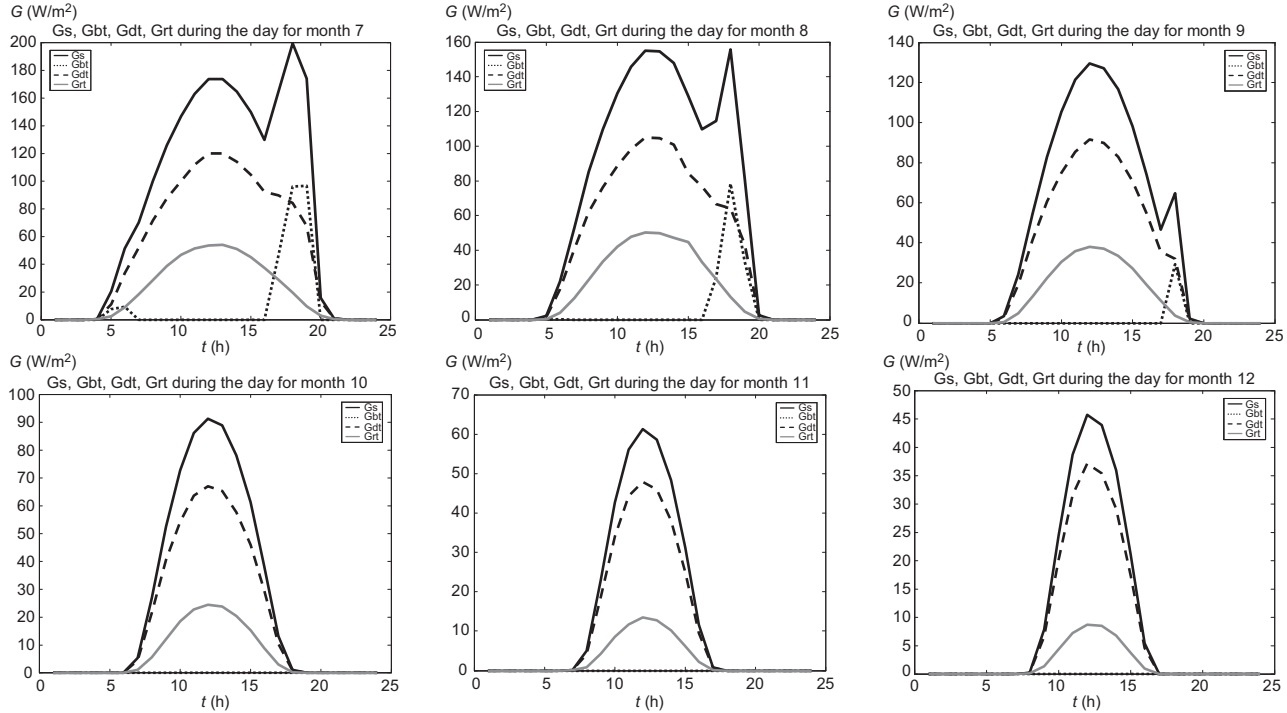 G (W/m²)
Gs, Gbt, Gdt, Grt during the day for month 7
200
180
160
140
120
100
80
60
40
20
0
0 5 10 15 20 25
t (h)
Gs
Gbt
Gdt
Grt
G (W/m²)
Gs, Gbt, Gdt, Grt during the day for month 8
160
140
120
100
80
60
40
20
0
0 5 10 15 20 25
t (h)
Gs
Gbt
Gdt
Grt
G (W/m²)
Gs, Gbt, Gdt, Grt during the day for month 9
140
120
100
80
60
40
20
0
0 5 10 15 20 25
t (h)
Gs
Gbt
Gdt
Grt
G (W/m²)
Gs, Gbt, Gdt, Grt during the day for month 10
100
90
80
70
60
50
40
30
20
10
0
0 5 10 15 20 25
t (h)
Gs
Gbt
Gdt
Grt
G (W/m²)
Gs, Gbt, Gdt, Grt during the day for month 11
70
60
50
40
30
20
10
0
0 5 10 15 20 25
t (h)
Gs
Gbt
Gdt
Grt
G (W/m²)
Gs, Gbt, Gdt, Grt during the day for month 12
50
45
40
35
30
25
20
15
10
5
0
0 5 10 15 20 25
t (h)
Gs
Gbt
Gdt
Grt